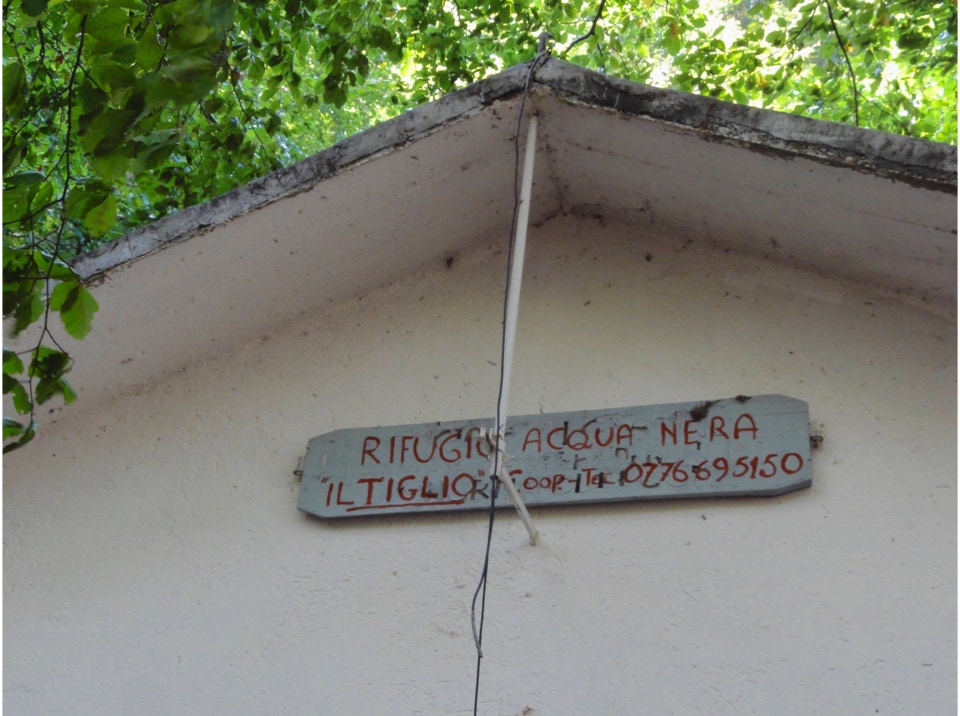 RIFUGIO ACQUA NERA
"IL TIGLIO" Coop. Tel. 0776-695150